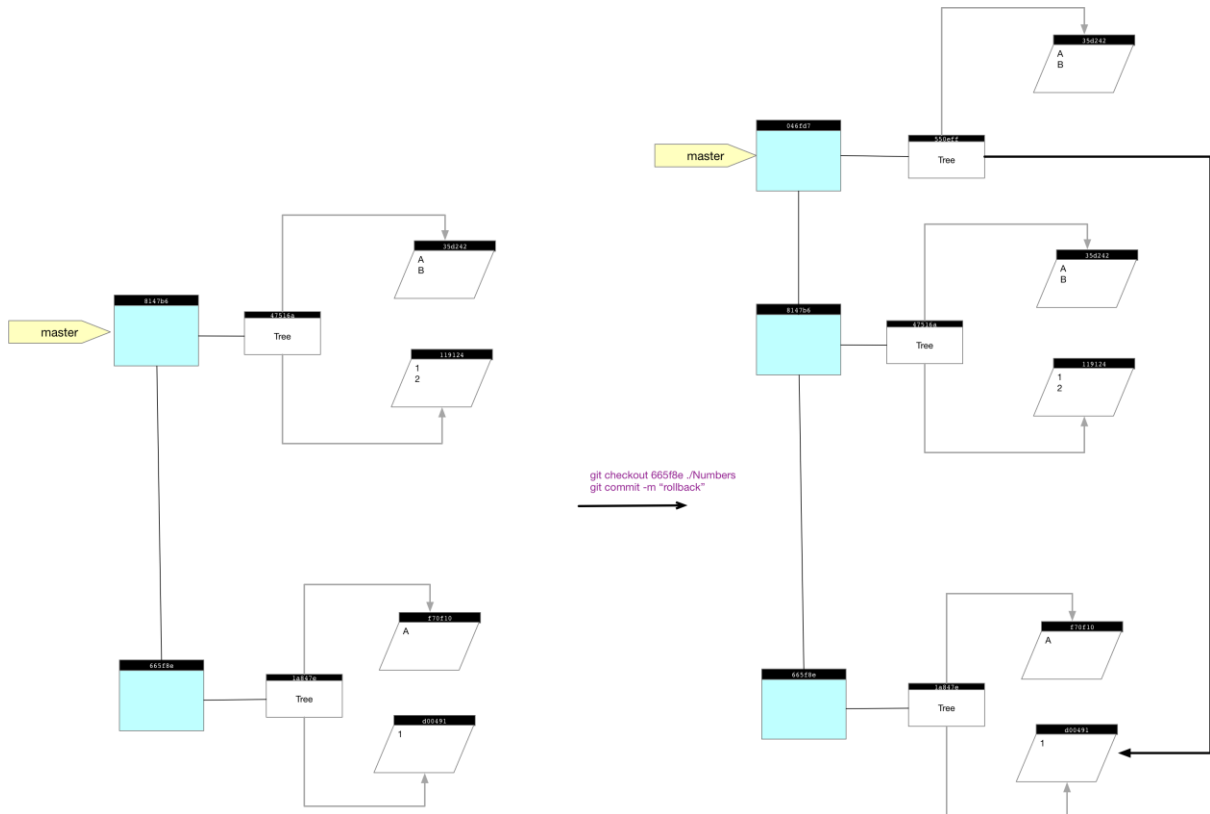 8147b6
master
47516a
Tree
35d242
A
B
119124
1
2
665f8e
1a847e
Tree
f70f10
A
d00491
1
git checkout 665f8e ./Numbers
git commit -m “rollback”
046fd7
master
550eff
Tree
35d242
A
B
8147b6
47516a
Tree
35d242
A
B
119124
1
2
665f8e
1a847e
Tree
f70f10
A
d00491
1